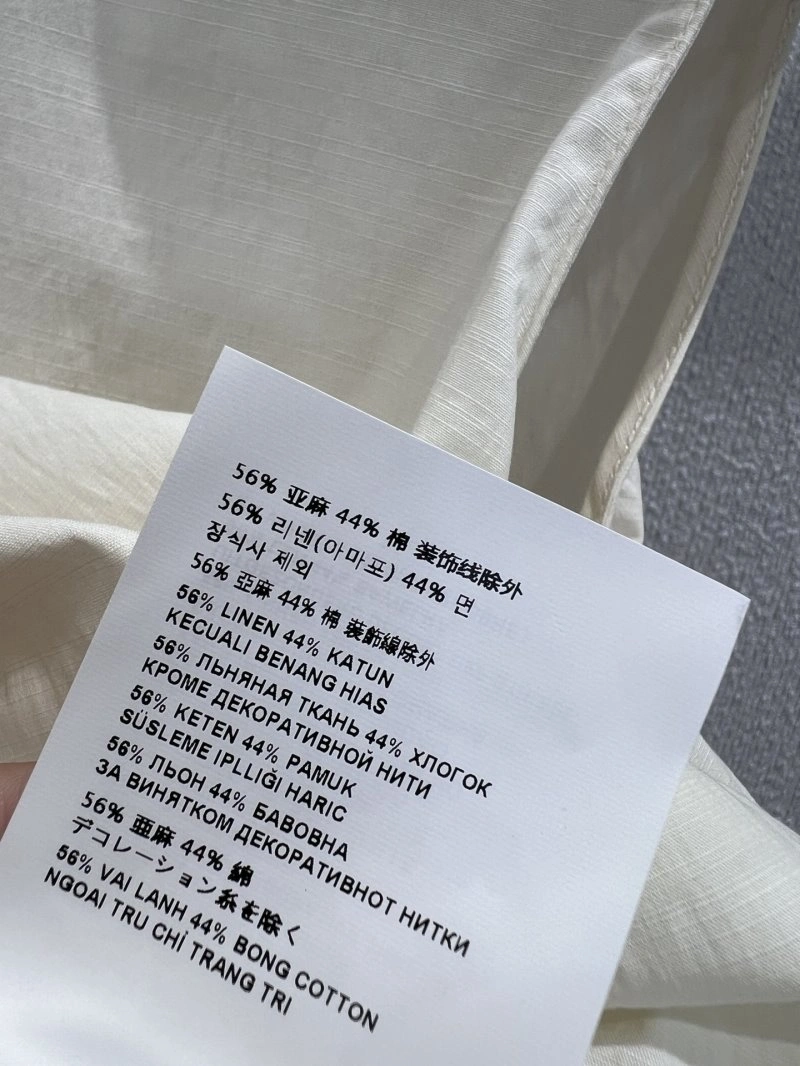 56% 亚麻 44% 棉 装饰线除外
56% 리넨(아마포) 44% 면
장식사 제외
56% 亞麻 44% 棉 裝飾線除外
56% LINEN 44% KATUN
KECUALI BENANG HIAS
56% ЛЬНЯНАЯ ТКАНЬ 44% ХЛОГОК
КРОМЕ ДЕКОРАТИВНОЙ НИТИ
56% KETEN 44% PAMUK
SÜSLEME IPLLIĞI HARIC
56% ЛЬОН 44% БАВОВНА
ЗА ВИНЯТКОМ ДЕКОРАТИВНОТ НИТКИ
56% 亜麻 44% 綿
デコレーション糸を除く
56% VAI LANH 44% BONG COTTON
NGOAI TRU CHỈ TRANG TRI